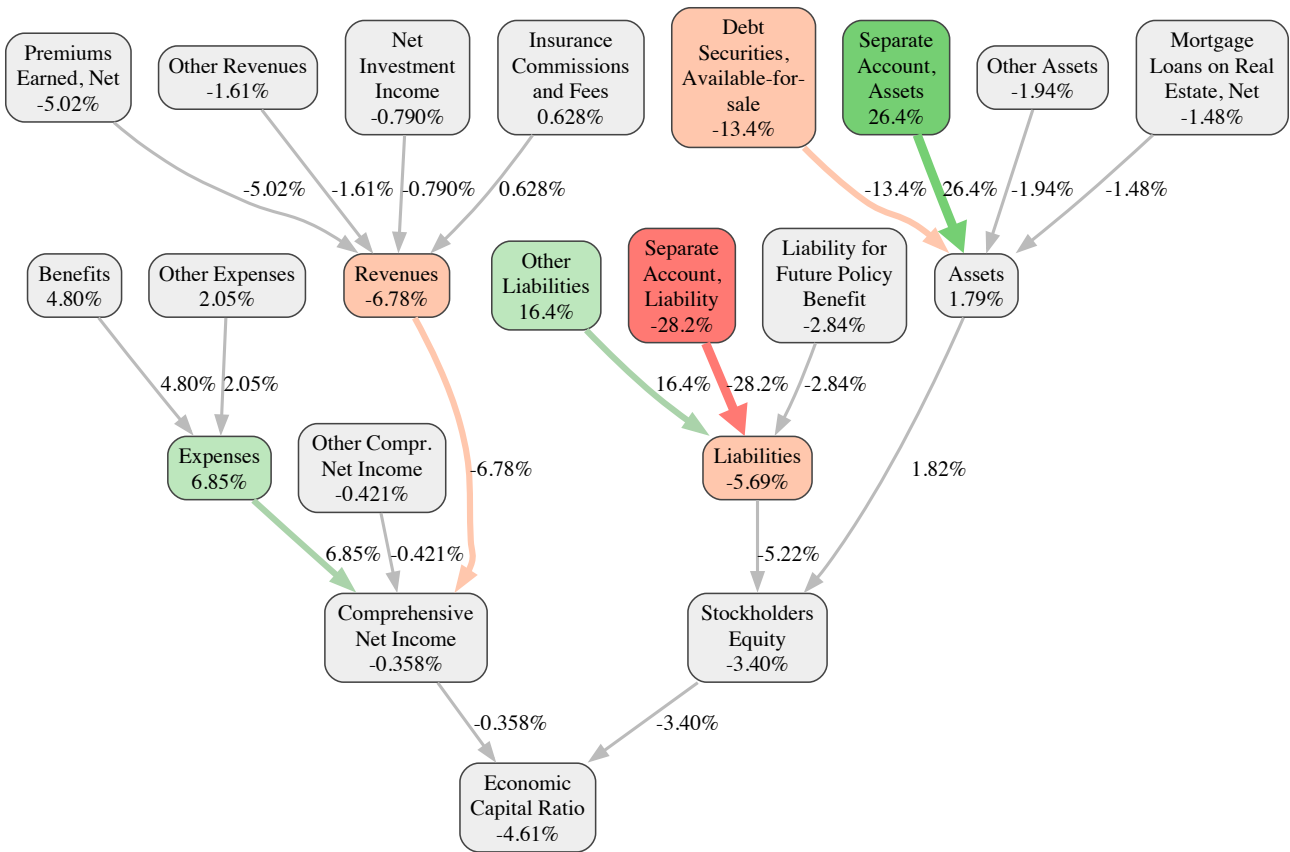 Premiums
Earned, Net
-5.02%
Other Revenues
-1.61%
Net
Investment
Income
-0.790%
Insurance
Commissions
and Fees
0.628%
Debt
Securities,
Available-for-
sale
-13.4%
Separate
Account,
Assets
26.4%
Other Assets
-1.94%
Mortgage
Loans on Real
Estate, Net
-1.48%
-5.02%
-1.61%
-0.790%
0.628%
-13.4%
26.4%
-1.94%
-1.48%
Benefits
4.80%
Other Expenses
2.05%
Revenues
-6.78%
Other
Liabilities
16.4%
Separate
Account,
Liability
-28.2%
Liability for
Future Policy
Benefit
-2.84%
Assets
1.79%
4.80%
2.05%
16.4%
-28.2%
-2.84%
Expenses
6.85%
Other Compr.
Net Income
-0.421%
-6.78%
Liabilities
-5.69%
1.82%
6.85%
-0.421%
-5.22%
Comprehensive
Net Income
-0.358%
Stockholders
Equity
-3.40%
-0.358%
-3.40%
Economic
Capital Ratio
-4.61%